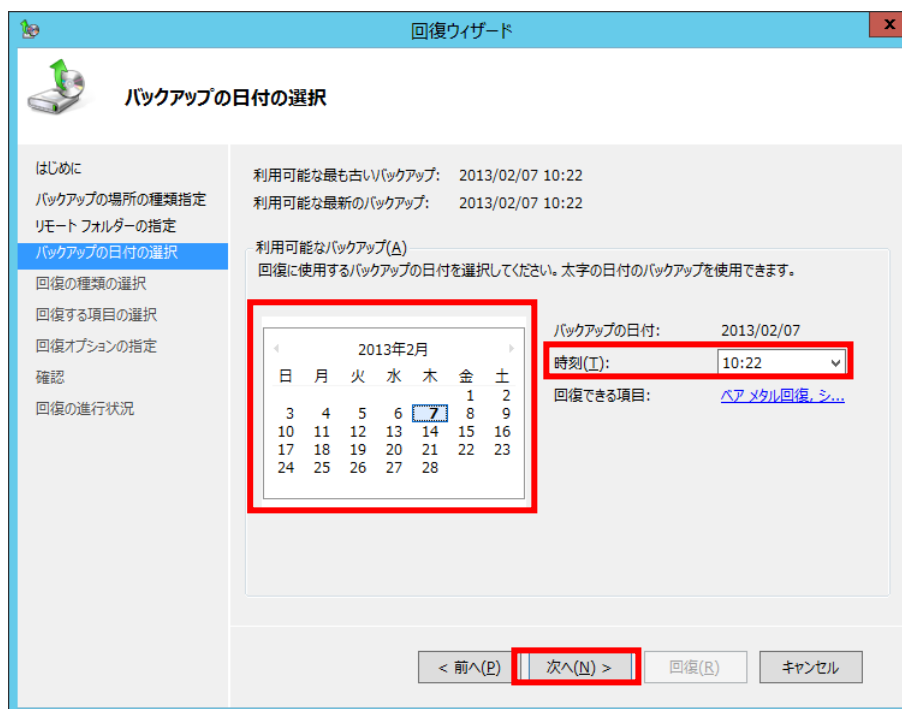 回復ウィザード
x
バックアップの日付の選択
はじめに
バックアップの場所の種類指定
リモート フォルダーの指定
バックアップの日付の選択
回復の種類の選択
回復する項目の選択
回復オプションの指定
確認
回復の進行状況
利用可能な最も古いバックアップ: 2013/02/07 10:22
利用可能な最新のバックアップ: 2013/02/07 10:22
利用可能なバックアップ(A)
回復に使用するバックアップの日付を選択してください。太字の日付のバックアップを使用できます。
2013年2月
日 月 火 水 木 金 土
1 2
3 4 5 6 7 8 9
10 11 12 13 14 15 16
17 18 19 20 21 22 23
24 25 26 27 28
バックアップの日付: 2013/02/07
時刻(T): 10:22
回復できる項目: ベア メタル回復, シ...
< 前へ(P) 次へ(N) > 回復(R) キャンセル